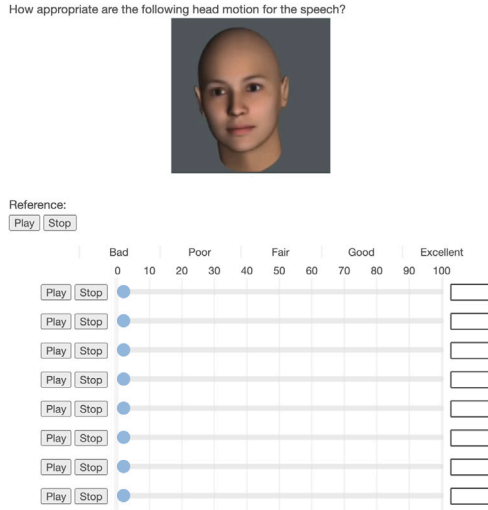 How appropriate are the following head motion for the speech?
Reference:
Play Stop
Bad Poor Fair Good Excellent
0 10 20 30 40 50 60 70 80 90 100
Play Stop
Play Stop
Play Stop
Play Stop
Play Stop
Play Stop
Play Stop
Play Stop